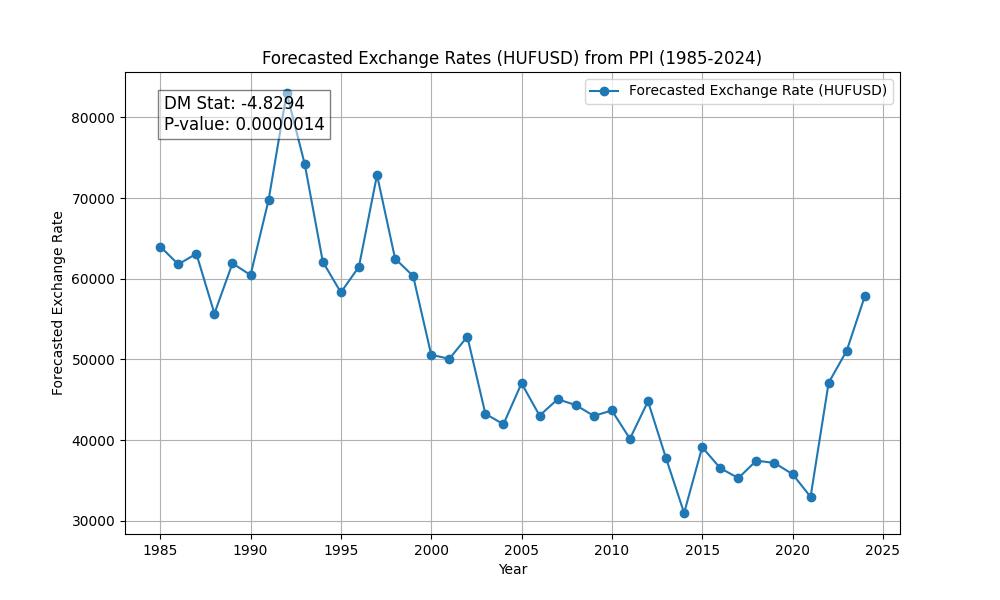 Forecasted Exchange Rates (HUFUSD) from PPI (1985-2024)
DM Stat: -4.8294
P-value: 0.0000014
Forecasted Exchange Rate (HUFUSD)
Forecasted Exchange Rate
80000
70000
60000
50000
40000
30000
1985 1990 1995 2000 2005 2010 2015 2020 2025
Year